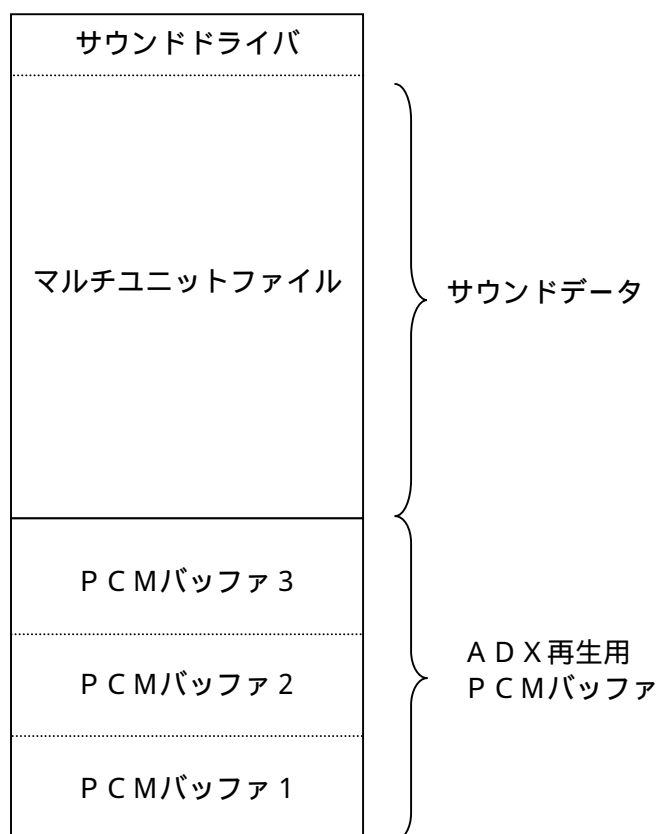 サウンドドライバ
マルチユニットファイル
サウンドデータ
ＰＣＭバッファ３
ＰＣＭバッファ２
ＡＤＸ再生用
ＰＣＭバッファ
ＰＣＭバッファ１